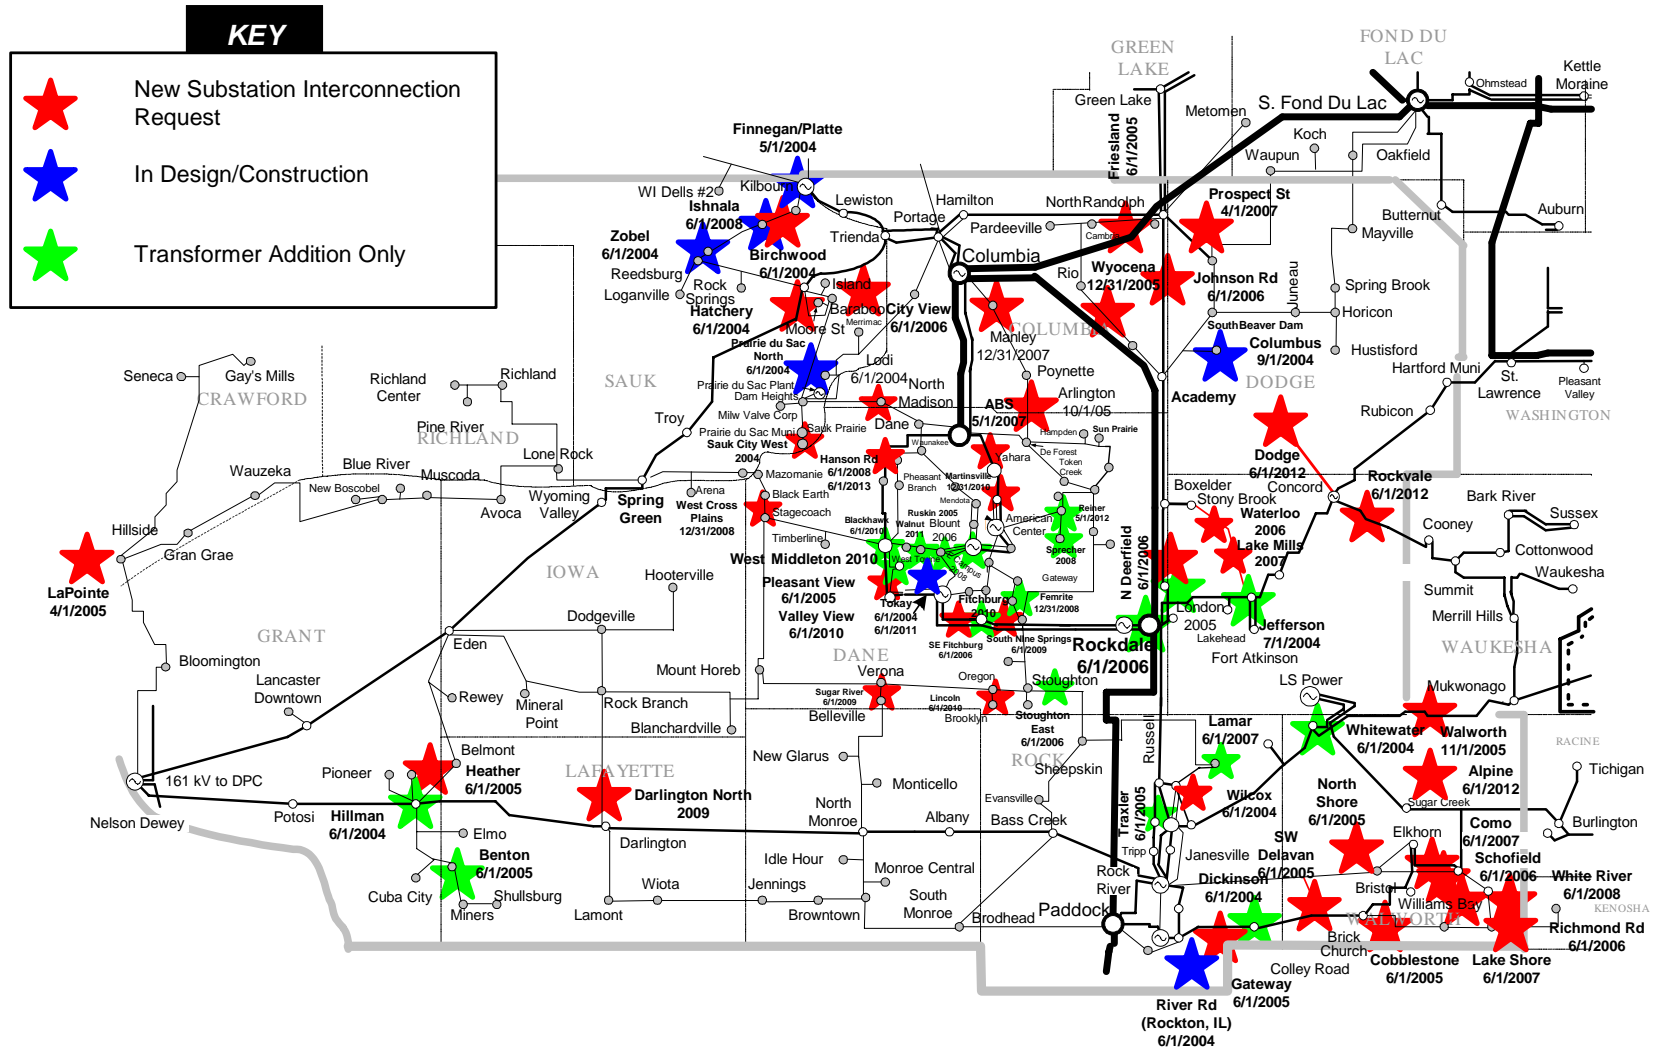 KEY
New Substation Interconnection
Request
In Design/Construction
Transformer Addition Only
GREEN
LAKE
FOND DU
LAC
Kettle
Moraine
Ohmstead
Green Lake
S. Fond Du Lac
Metomen
Koch
Waupun
Oakfield
Friesland
6/1/2005
Finnegan/Platte
5/1/2004
WI Dells #2
Kilbourn
Ishnala
6/1/2008
Lewiston
Hamilton
Portage
Trienda
NorthRandolph
Pardeeville
Cambria
Prospect St
4/1/2007
Butternut
Mayville
Auburn
Zobel
6/1/2004
Birchwood
6/1/2004
Reedsburg
Loganville
Rock
Springs
Hatchery
6/1/2004
Island
Baraboo
Moore St
Merrimac
City View
6/1/2006
Columbia
Rio
Wyocena
12/31/2005
Johnson Rd
6/1/2006
Juneau
Spring Brook
Horicon
Hustisford
COLUMBIA
Manley
12/31/2007
SouthBeaver Dam
Columbus
9/1/2004
DODGE
Prairie du Sac
North
6/1/2004
Lodi
6/1/2004
Poynette
Academy
Hartford Muni
St.
Lawrence
Pleasant
Valley
WASHINGTON
Rubicon
Seneca
Gay's Mills
CRAWFORD
Richland
Center
Richland
Pine River
RICHLAND
SAUK
Troy
Prairie du Sac Plant
Dam Heights
Milw Valve Corp
Prairie du Sac Muni
Sauk Prairie
Sauk City West
2004
North
Madison
Dane
ABS
5/1/2007
Arlington
10/1/05
Hampden
Sun Prairie
De Forest
Token
Creek
Waunakee
Yahara
Hanson Rd
6/1/2008
6/1/2013
Pheasant
Branch
Martinsville
12/31/2010
Mendota
Dodge
6/1/2012
Concord
Rockvale
6/1/2012
Boxelder
Stony Brook
Waterloo
2006
Lake Mills
2007
Bark River
Sussex
Cooney
Cottonwood
Waukesha
Summit
Merrill Hills
WAUKESHA
Lone Rock
Wauzeka
Blue River
New Boscobel
Muscoda
Avoca
Wyoming
Valley
Spring
Green
Mazomanie
Arena
Black Earth
West Cross
Plains
12/31/2008
Stagecoach
Timberline
Blackhawk
6/1/2010
Ruskin 2005
Walnut
2011
Blount
2006
American
Center
Reiner
5/1/2012
Sprecher
2008
Hillside
Gran Grae
LaPointe
4/1/2005
West Middleton 2010
West Towne
Campus
2008
Pleasant View
6/1/2005
Valley View
6/1/2010
Tokay
6/1/2004
6/1/2011
Fitchburg
2010
Gateway
Femrite
12/31/2008
N Deerfield
6/1/2006
London
2005
Lakehead
Jefferson
7/1/2004
Fort Atkinson
IOWA
Hooterville
Dodgeville
GRANT
Eden
Bloomington
Lancaster
Downtown
Rewey
Mineral
Point
Rock Branch
Mount Horeb
Blanchardville
DANE
Verona
SE Fitchburg
6/1/2006
South Nine Springs
6/1/2009
Rockdale
6/1/2006
Sugar River
6/1/2009
Belleville
Oregon
Lincoln
6/1/2010
Brooklyn
Stoughton
Stoughton
East
6/1/2006
LS Power
Mukwonago
Whitewater
6/1/2004
Walworth
11/1/2005
RACINE
Tichigan
Alpine
6/1/2012
Lamar
6/1/2007
Russell
New Glarus
Monticello
ROCK
Sheepskin
Evansville
161 kV to DPC
Nelson Dewey
Potosi
Pioneer
Belmont
Heather
6/1/2005
Hillman
6/1/2004
Elmo
Benton
6/1/2005
Cuba City
Shullsburg
Miners
LAFAYETTE
Darlington North
2009
Darlington
Lamont
Wiota
Jennings
Browntown
Idle Hour
North
Monroe
Albany
Bass Creek
Monroe Central
South
Monroe
Brodhead
Traxler
6/1/2005
Tripp
Wilcox
6/1/2004
Janesville
Rock
River
Paddock
SW
Delavan
6/1/2005
Dickinson
6/1/2004
North
Shore
6/1/2005
Sugar Creek
Elkhorn
Como
6/1/2007
Burlington
Schofield
6/1/2006
White River
6/1/2008
Bristol
Williams Bay
WALWORTH
KENOSHA
Richmond Rd
6/1/2006
Brick
Church
Colley Road
Cobblestone
6/1/2005
Lake Shore
6/1/2007
Gateway
6/1/2005
River Rd
(Rockton, IL)
6/1/2004